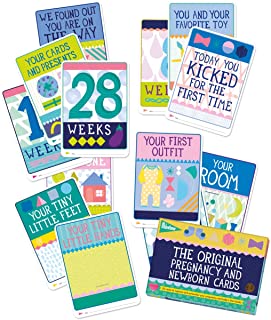 WE FOUND OUT
YOU ARE ON
THE WAY
YOUR CARDS
AND PRESENTS
28
WEEKS
YOU AND YOUR
FAVORITE TOY
TODAY YOU
KICKED
FOR THE
FIRST TIME
YOUR TINY
LITTLE FEET
YOUR TINY
LITTLE HANDS
YOUR FIRST
OUTFIT
YOUR
ROOM
THE ORIGINAL
PREGNANCY AND
NEWBORN CARDS